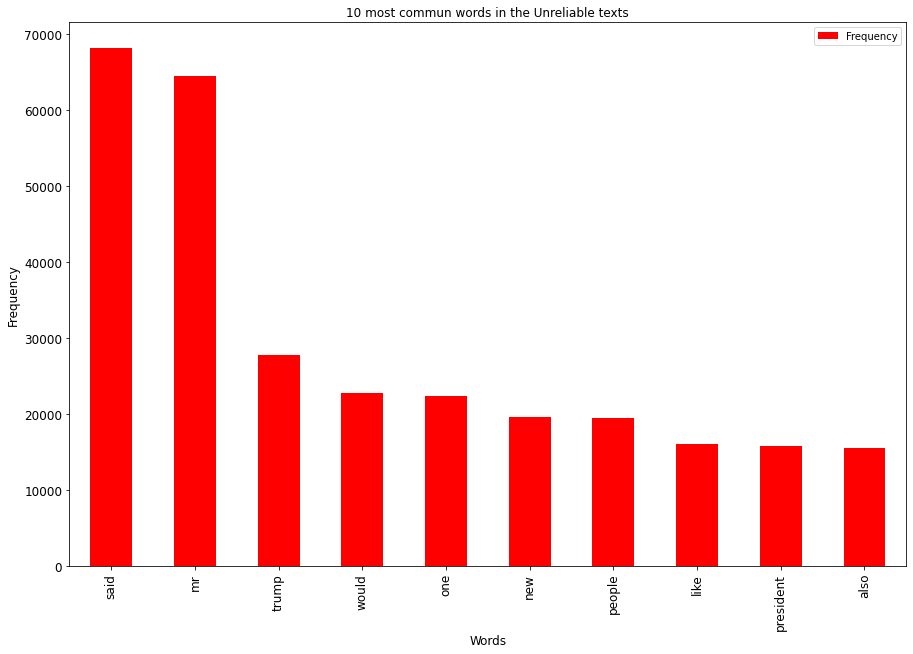 10 most commun words in the Unreliable texts
Frequency
70000
60000
50000
40000
30000
20000
10000
0
Frequency
said
mr
trump
would
one
new
people
like
president
also
Words